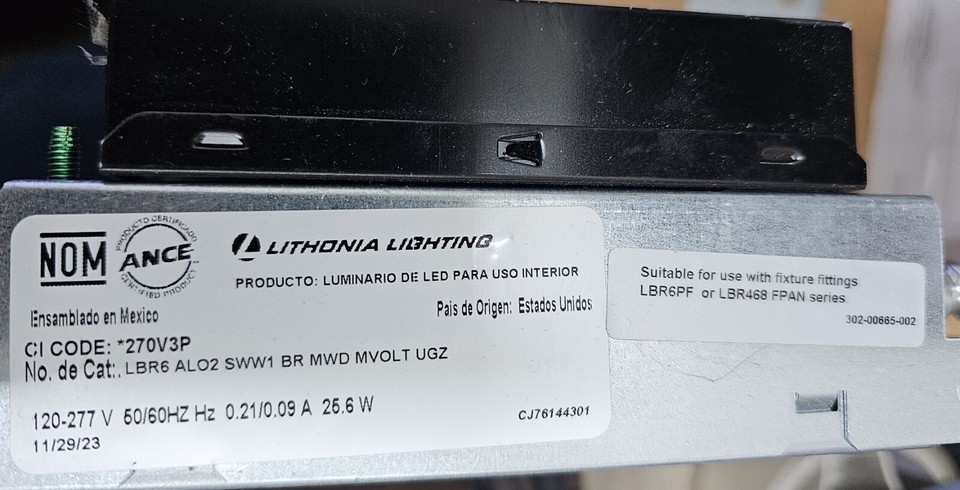 NOM
PRODUCTO CERTIFICADO
ANCE
CERTIFIED PRODUCT
LITHONIA LIGHTING
PRODUCTO: LUMINARIO DE LED PARA USO INTERIOR
Ensamblado en Mexico
Pais de Origen: Estados Unidos
CI CODE: *270V3P
No. de Cat:. LBR6 ALO2 SWW1 BR MWD MVOLT UGZ
120-277 V 50/60HZ Hz 0.21/0.09 A 25.6 W
11/29/23
CJ76144301
Suitable for use with fixture fittings
LBR6PF or LBR468 FPAN series
302-00665-002